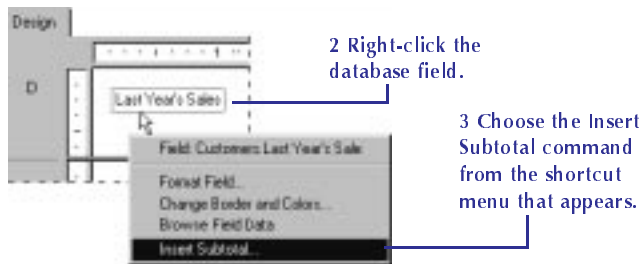 Design
2 Right-click the
database field.
D
Last Year's Sales
3 Choose the Insert
Subtotal command
from the shortcut
menu that appears.
Field: Customers.Last Year's Sale
Format Field...
Change Border and Colors...
Browse Field Data
Insert Subtotal...